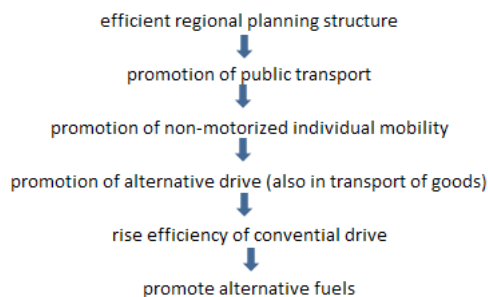 efficient regional planning structure
promotion of public transport
promotion of non-motorized individual mobility
promotion of alternative drive (also in transport of goods)
rise efficiency of convential drive
promote alternative fuels